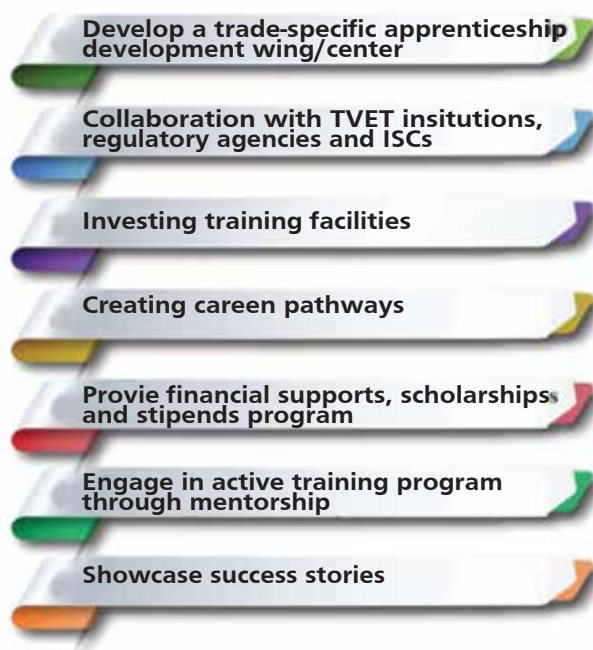 Develop a trade-specific apprenticeship
development wing/center
Collaboration with TVET insitutions,
regulatory agencies and ISCs
Investing training facilities
Creating careen pathways
Provie financial supports, scholarships
and stipends program
Engage in active training program
through mentorship
Showcase success stories